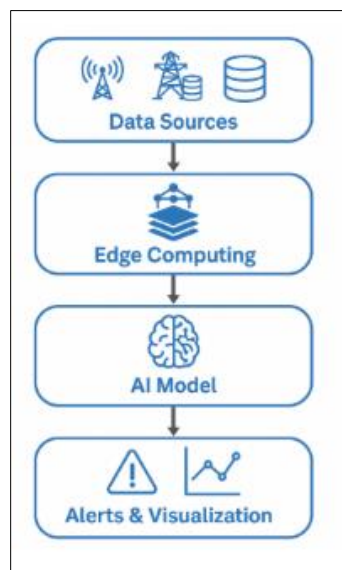 Data Sources
Edge Computing
AI Model
Alerts & Visualization